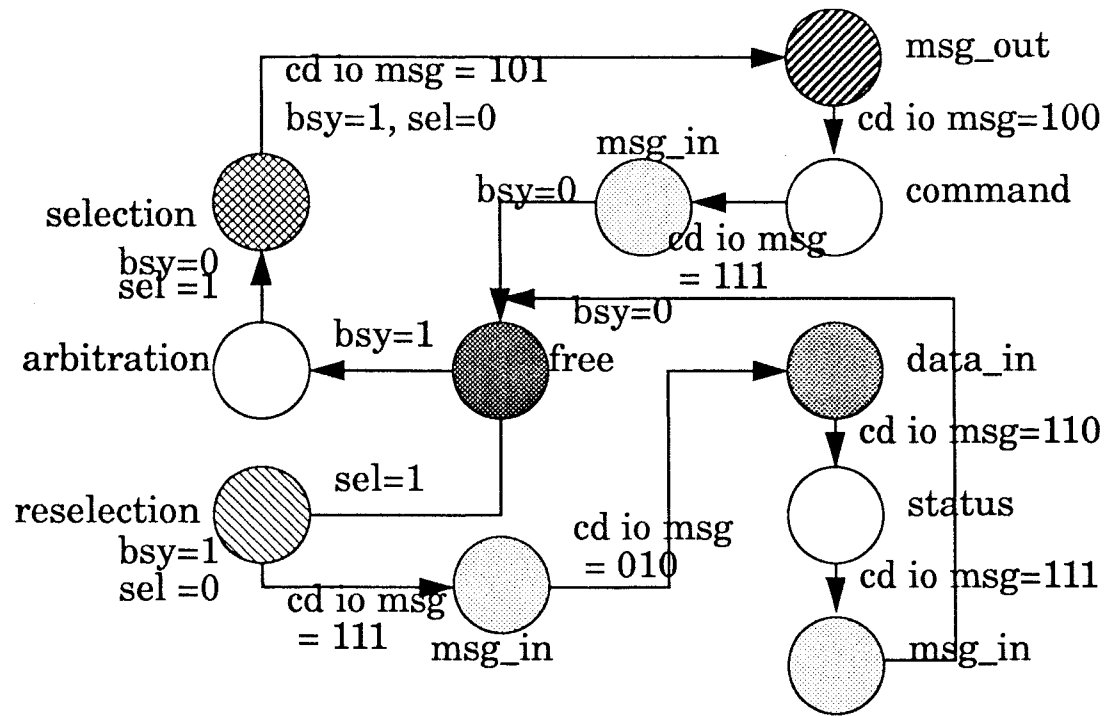 msg_out
cd io msg = 101
bsy=1, sel=0
cd io msg=100
msg_in
bsy=0
command
selection
cd io msg
= 111
bsy=0
sel =1
bsy=0
bsy=1
arbitration
free
data_in
cd io msg=110
sel=1
reselection
status
cd io msg
= 010
bsy=1
sel =0
cd io msg=111
cd io msg
= 111
msg_in
msg_in